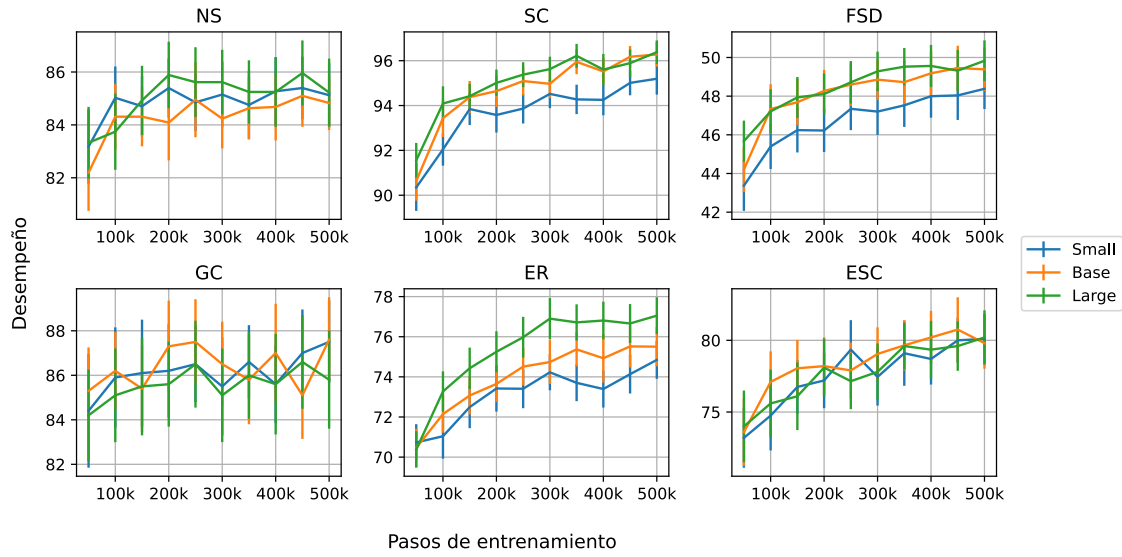 NS
SC
FSD
86
84
82
96
94
92
90
50
48
46
44
42
100k 200k 300k 400k 500k
100k 200k 300k 400k 500k
100k 200k 300k 400k 500k
Desempeño
Small
Base
Large
GC
ER
ESC
88
86
84
82
78
76
74
72
70
80
75
100k 200k 300k 400k 500k
100k 200k 300k 400k 500k
100k 200k 300k 400k 500k
Pasos de entrenamiento